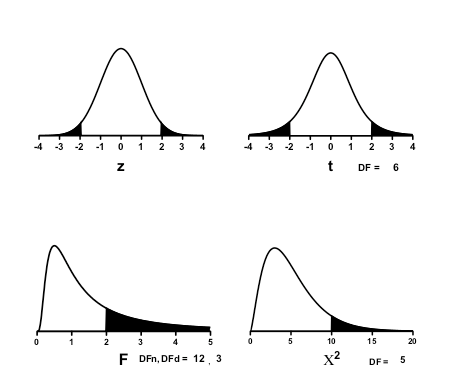 -4 -3 -2 -1 0 1 2 3 4
z
-4 -3 -2 -1 0 1 2 3 4
t DF = 6
0 1 2 3 4 5
F DFn, DFd = 12 , 3
0 5 10 15 20
X² DF = 5